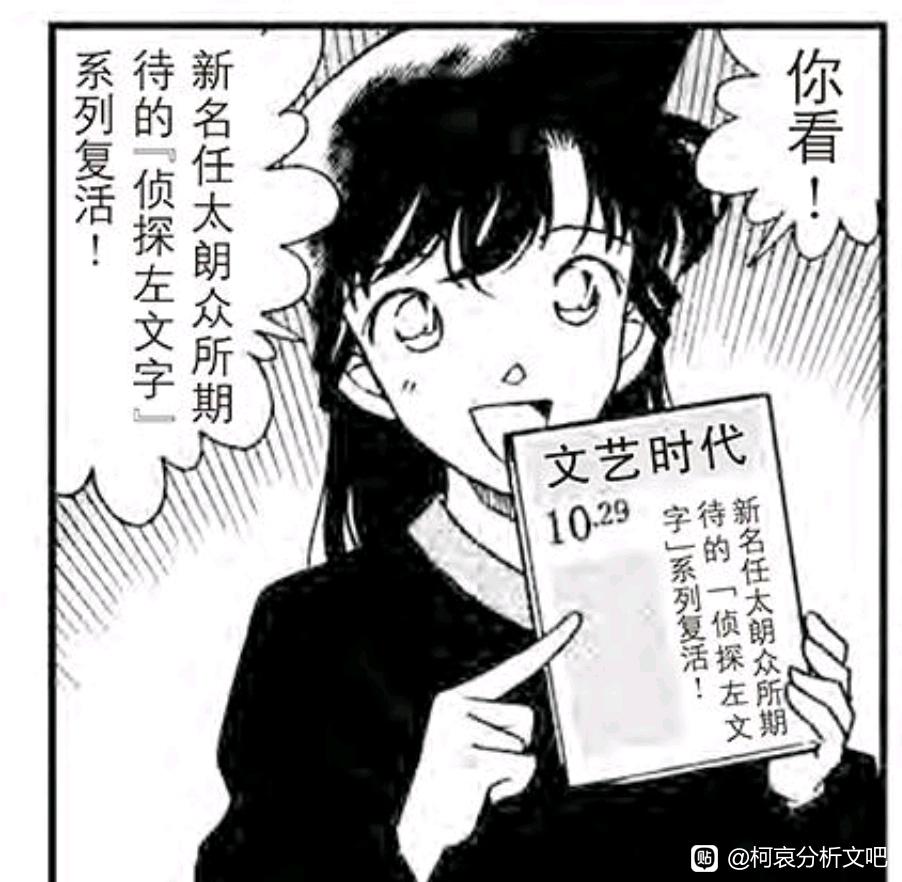 你看！
新名任太朗众所期
待的『侦探左文字』
系列复活！
文艺时代
10.29
新名任太朗众所期
待的「侦探左文
字」系列复活！
贴 @柯哀分析文吧